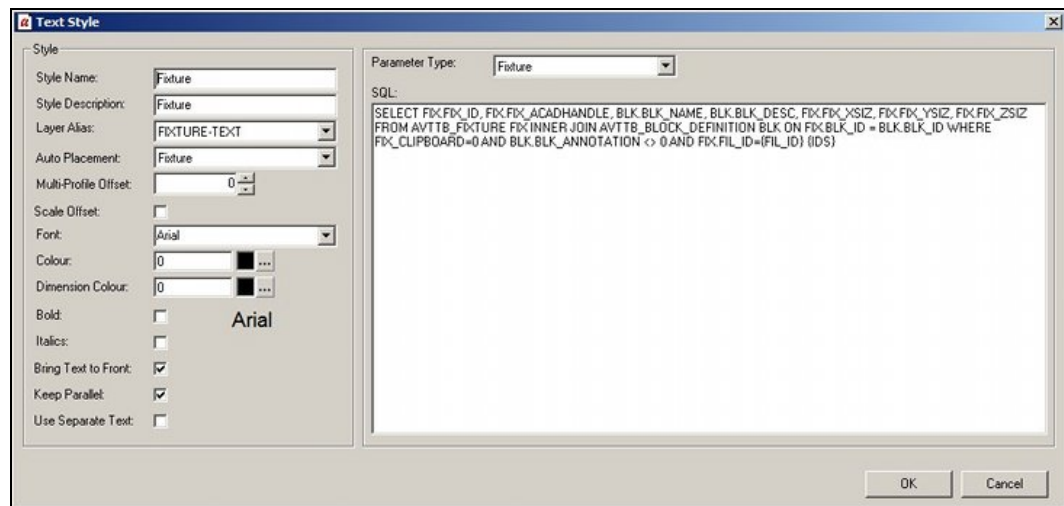 Text Style
Style
Style Name: Fixture
Style Description: Fixture
Layer Alias: FIXTURE-TEXT
Auto Placement: Fixture
Multi-Profile Offset: 0
Scale Offset:
Font: Arial
Colour: 0 ...
Dimension Colour: 0 ...
Bold:
Arial
Italics:
Bring Text to Front:
Keep Parallel:
Use Separate Text:
Parameter Type: Fixture
SQL:
SELECT FIX.FIX_ID, FIX.FIX_ACADHANDLE, BLK.BLK_NAME, BLK.BLK_DESC, FIX.FIX_XSIZ, FIX.FIX_YSIZ, FIX.FIX_ZSIZ
FROM AVTTB_FIXTURE FIX INNER JOIN AVTTB_BLOCK_DEFINITION BLK ON FIX.BLK_ID = BLK.BLK_ID WHERE
FIX_CLIPBOARD=0 AND BLK.BLK_ANNOTATION <> 0 AND FIX.FIL_ID={FIL_ID} {IDS}
OK
Cancel